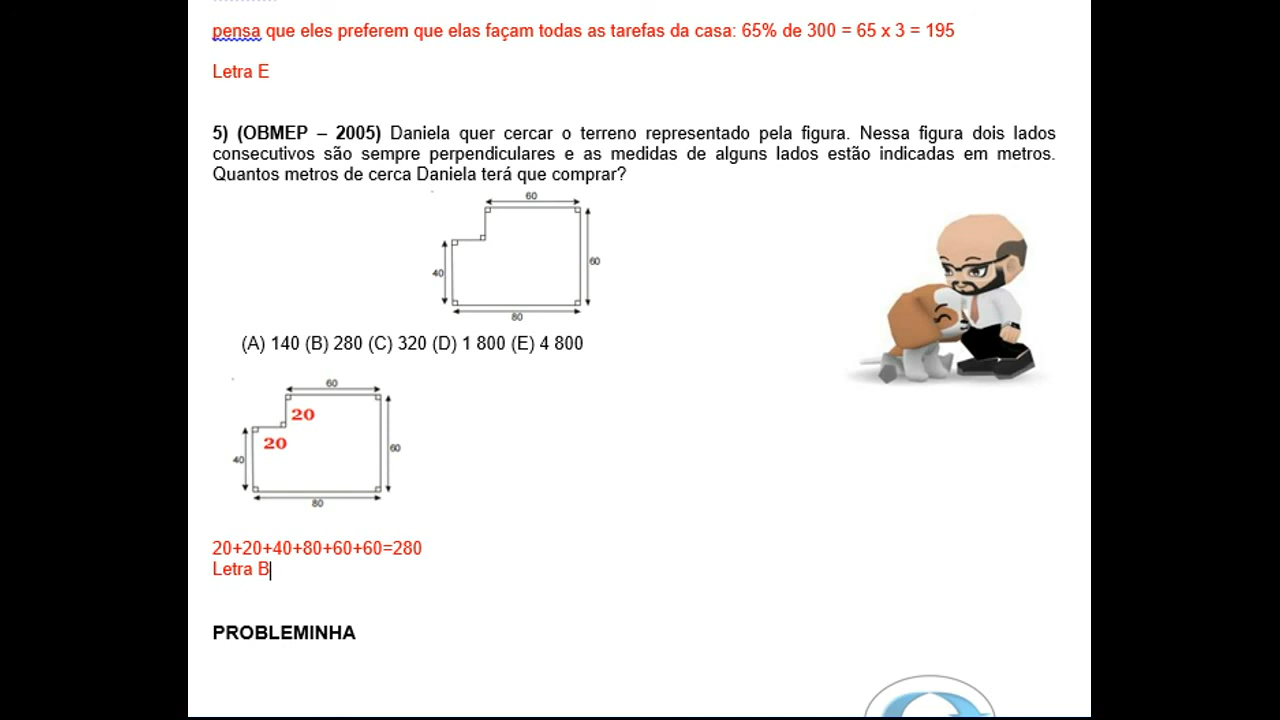 pensa que eles preferem que elas façam todas as tarefas da casa: 65% de 300 = 65 x 3 = 195
Letra E
5) (OBMEP – 2005) Daniela quer cercar o terreno representado pela figura. Nessa figura dois lados
consecutivos são sempre perpendiculares e as medidas de alguns lados estão indicadas em metros.
Quantos metros de cerca Daniela terá que comprar?
60
40
60
80
(A) 140 (B) 280 (C) 320 (D) 1 800 (E) 4 800
60
20
20
40
60
80
20+20+40+80+60+60=280
Letra B
PROBLEMINHA